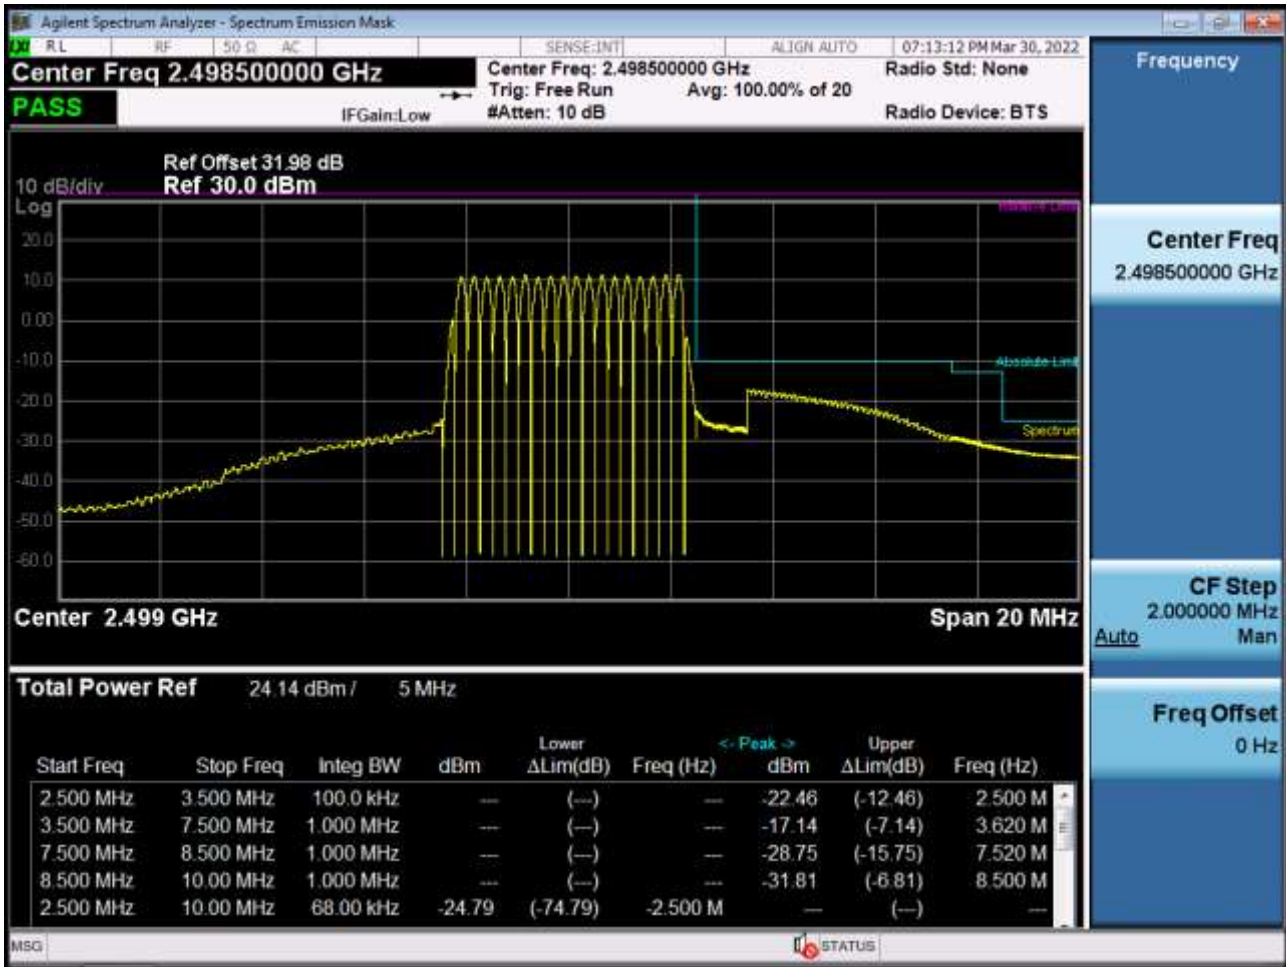 Agilent Spectrum Analyzer - Spectrum Emission Mask
RL RF 50 Ω AC SENSE:INT ALIGN AUTO 07:13:12 PM Mar 30, 2022
Center Freq 2.498500000 GHz
Center Freq: 2.498500000 GHz Radio Std: None
Trig: Free Run Avg: 100.00% of 20
PASS IFGain:Low #Atten: 10 dB Radio Device: BTS
Ref Offset 31.98 dB
10 dB/div Ref 30.0 dBm
Log
20.0
10.0
0.00
-10.0 Absolute Limit
-20.0
-30.0 Spectrum
-40.0
-50.0
-60.0
Center 2.499 GHz Span 20 MHz
Total Power Ref 24.14 dBm / 5 MHz
Lower <- Peak -> Upper
Start Freq Stop Freq Integ BW dBm ΔLim(dB) Freq (Hz) dBm ΔLim(dB) Freq (Hz)
2.500 MHz 3.500 MHz 100.0 kHz --- (---) --- -22.46 (-12.46) 2.500 M
3.500 MHz 7.500 MHz 1.000 MHz --- (---) --- -17.14 (-7.14) 3.620 M
7.500 MHz 8.500 MHz 1.000 MHz --- (---) --- -28.75 (-15.75) 7.520 M
8.500 MHz 10.00 MHz 1.000 MHz --- (---) --- -31.81 (-6.81) 8.500 M
2.500 MHz 10.00 MHz 68.00 kHz -24.79 (-74.79) -2.500 M --- (---) ---
MSG STATUS
Frequency
Center Freq
2.498500000 GHz
CF Step
2.000000 MHz
Auto Man
Freq Offset
0 Hz